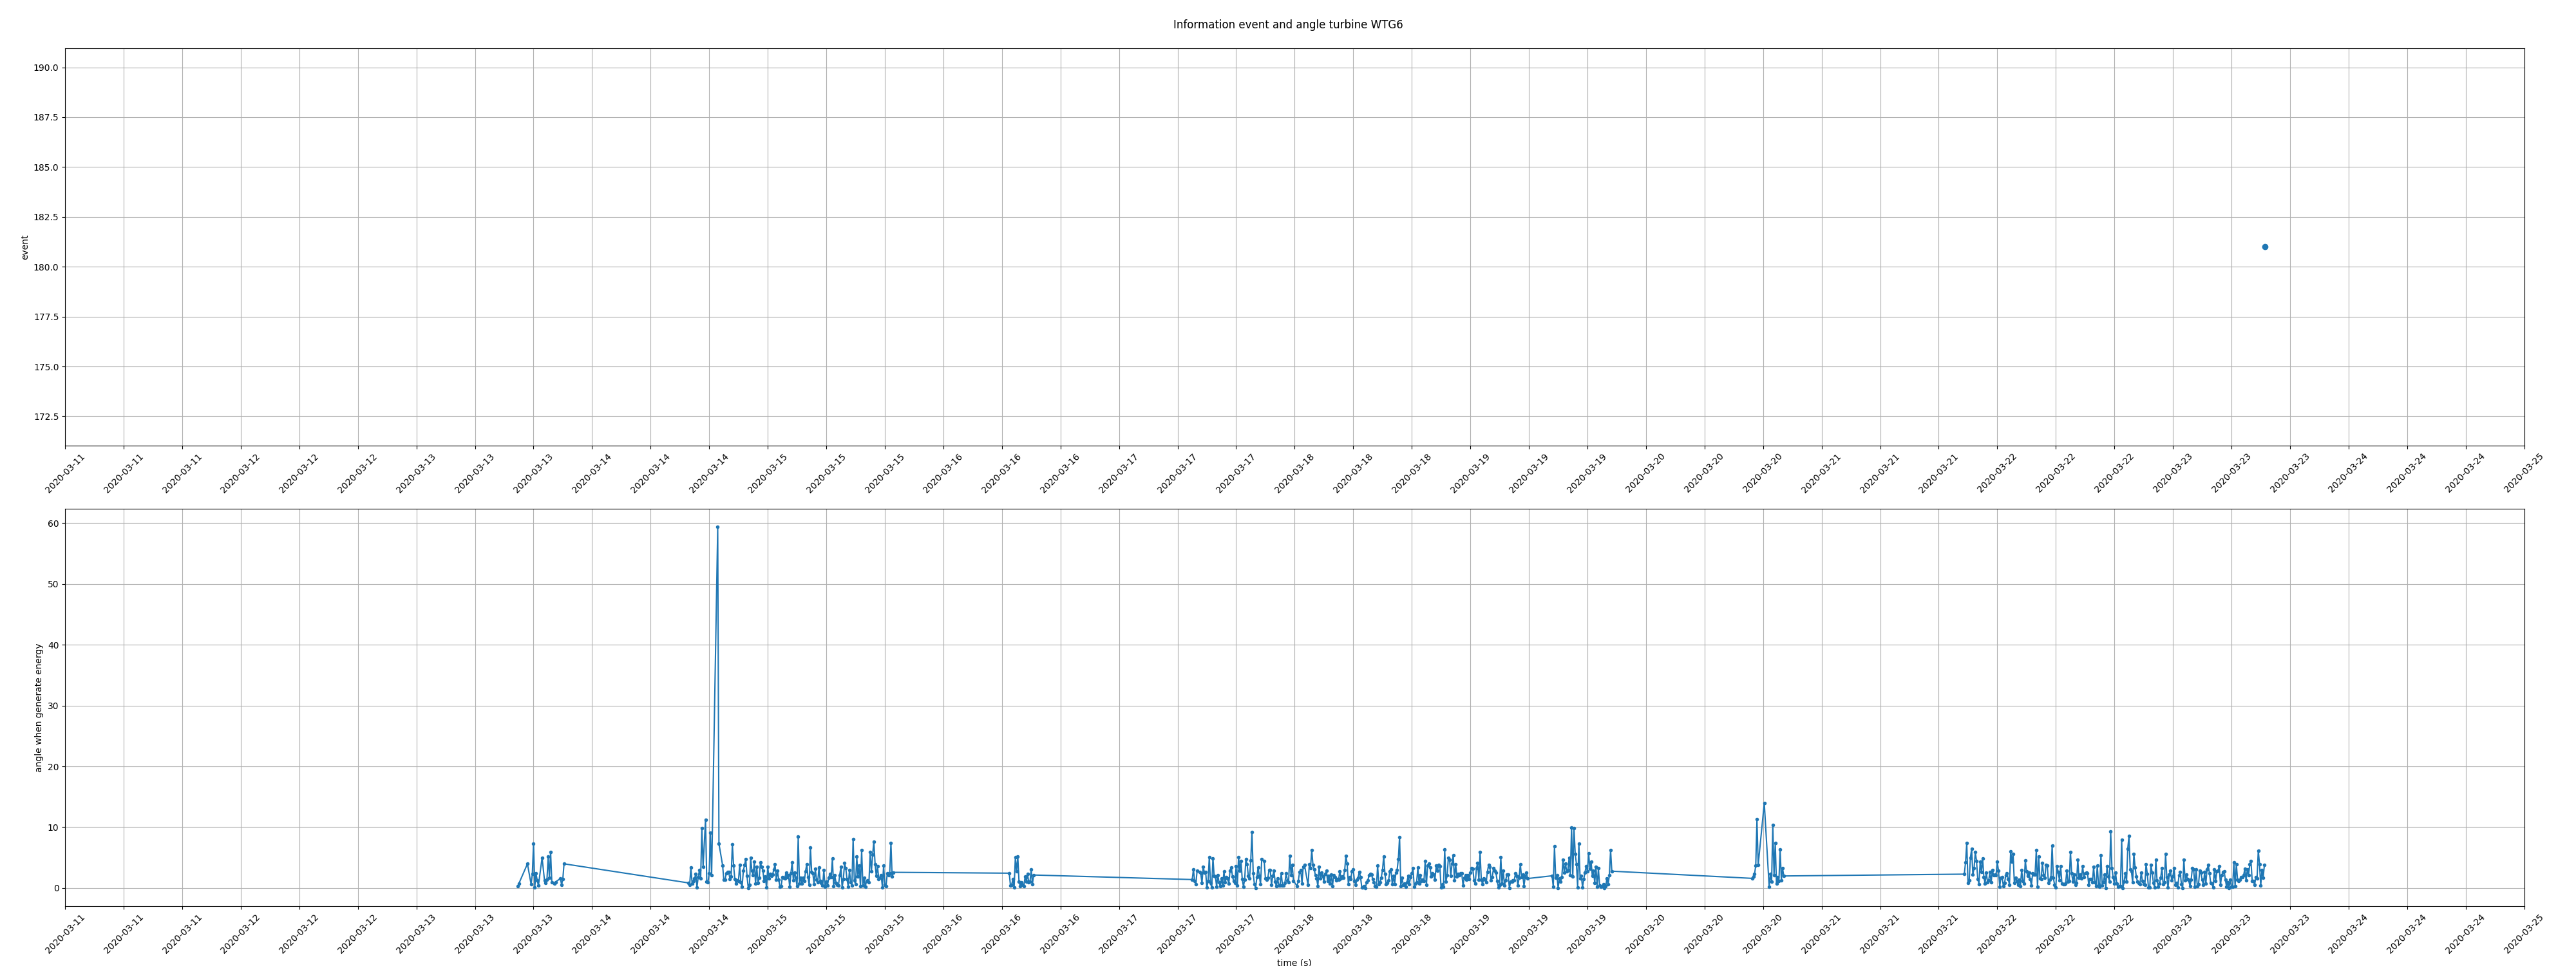 Information event and angle turbine WTG6
event
190.0
187.5
185.0
182.5
180.0
177.5
175.0
172.5
2020-03-11 2020-03-11 2020-03-11 2020-03-12 2020-03-12 2020-03-12 2020-03-13 2020-03-13 2020-03-13 2020-03-14 2020-03-14 2020-03-14 2020-03-15 2020-03-15 2020-03-15 2020-03-16 2020-03-16 2020-03-16 2020-03-17 2020-03-17 2020-03-17 2020-03-18 2020-03-18 2020-03-18 2020-03-19 2020-03-19 2020-03-19 2020-03-20 2020-03-20 2020-03-20 2020-03-21 2020-03-21 2020-03-21 2020-03-22 2020-03-22 2020-03-22 2020-03-23 2020-03-23 2020-03-23 2020-03-24 2020-03-24 2020-03-24 2020-03-25
angle when generate energy
60
50
40
30
20
10
0
2020-03-11 2020-03-11 2020-03-11 2020-03-12 2020-03-12 2020-03-12 2020-03-13 2020-03-13 2020-03-13 2020-03-14 2020-03-14 2020-03-14 2020-03-15 2020-03-15 2020-03-15 2020-03-16 2020-03-16 2020-03-16 2020-03-17 2020-03-17 2020-03-17 2020-03-18 2020-03-18 2020-03-18 2020-03-19 2020-03-19 2020-03-19 2020-03-20 2020-03-20 2020-03-20 2020-03-21 2020-03-21 2020-03-21 2020-03-22 2020-03-22 2020-03-22 2020-03-23 2020-03-23 2020-03-23 2020-03-24 2020-03-24 2020-03-24 2020-03-25
time (s)